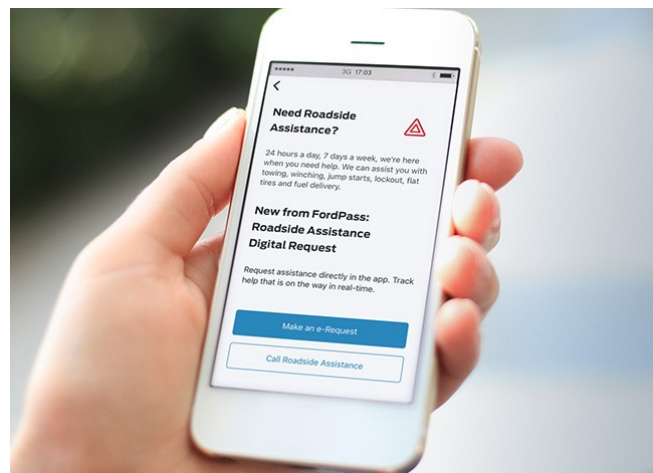 3G 17:03
Need Roadside
Assistance?
24 hours a day, 7 days a week, we're here
when you need help. We can assist you with
towing, winching, jump starts, lockout, flat
tires and fuel delivery.
New from FordPass:
Roadside Assistance
Digital Request
Request assistance directly in the app. Track
help that is on the way in real-time.
Make an e-Request
Call Roadside Assistance